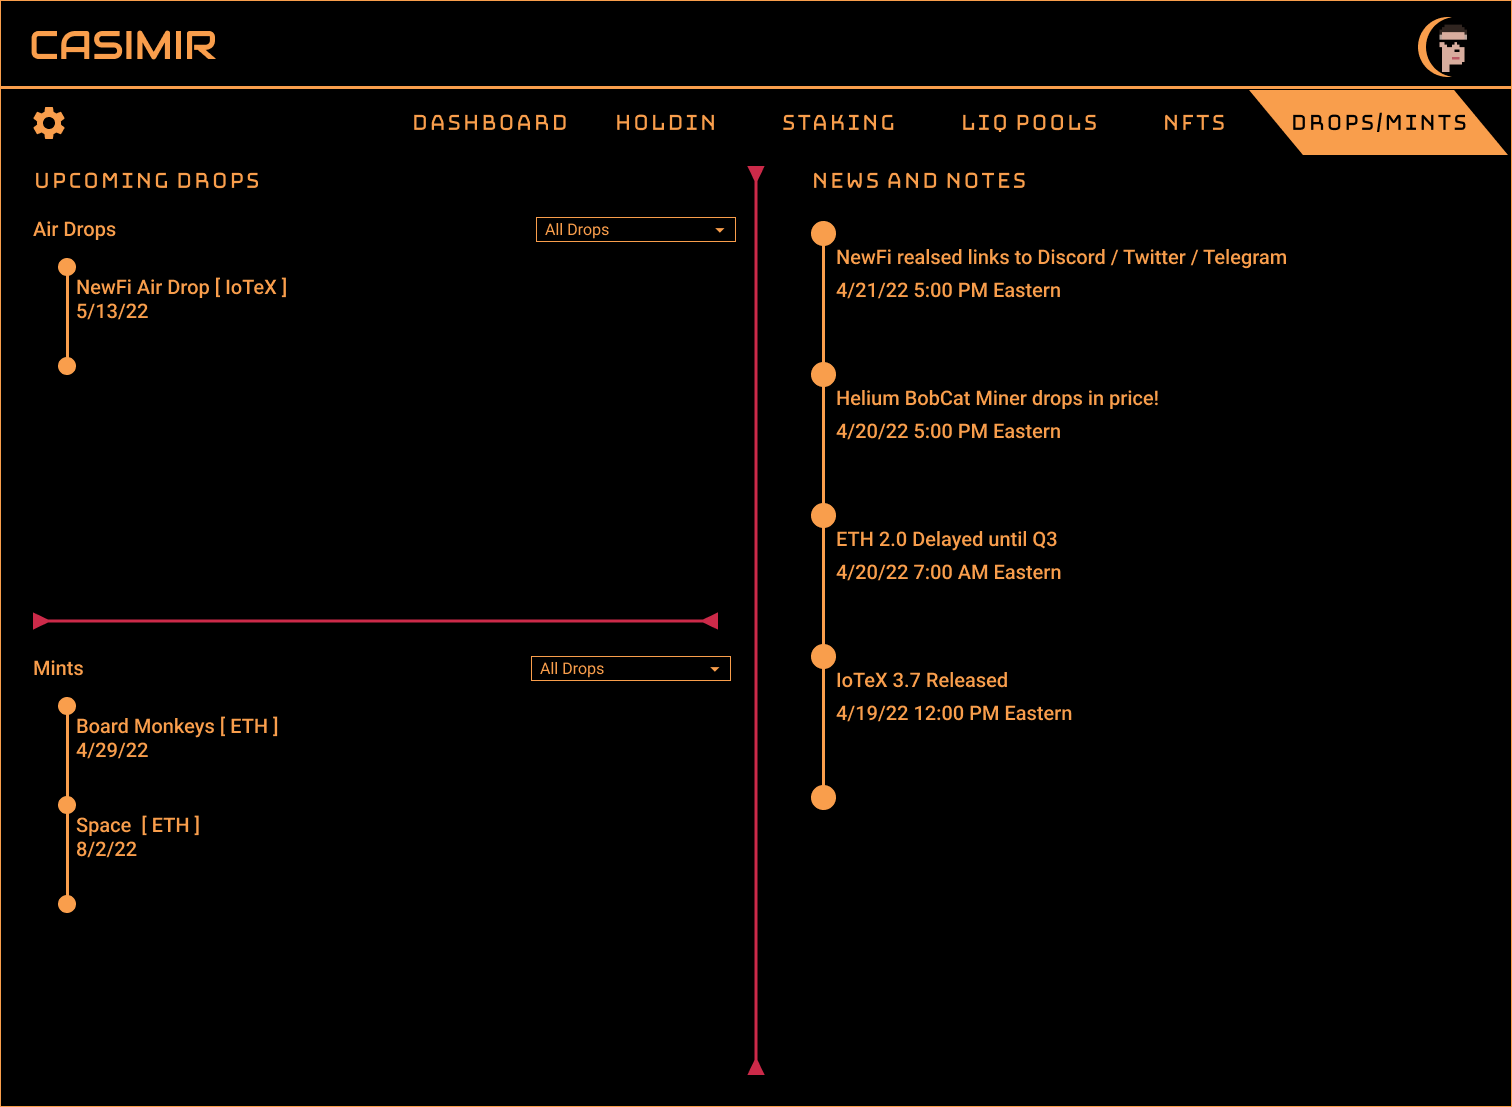 CASIMIR
DASHBOARD
HOLDIN
STAKING
LIQ POOLS
NFTS
DROPS/MINTS
UPCOMING DROPS
Air Drops
All Drops
NewFi Air Drop [ IoTeX ]
5/13/22
Mints
All Drops
Board Monkeys [ ETH ]
4/29/22
Space [ ETH ]
8/2/22
NEWS AND NOTES
NewFi realsed links to Discord / Twitter / Telegram
4/21/22 5:00 PM Eastern
Helium BobCat Miner drops in price!
4/20/22 5:00 PM Eastern
ETH 2.0 Delayed until Q3
4/20/22 7:00 AM Eastern
IoTeX 3.7 Released
4/19/22 12:00 PM Eastern